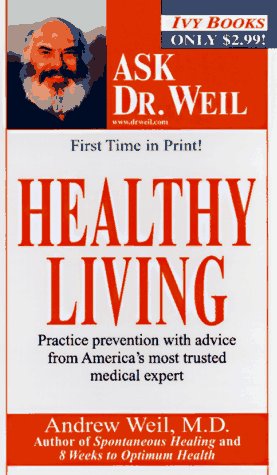 IVY BOOKS
ONLY $2.99!
ASK
DR. WEIL
www.drweil.com
First Time in Print!
HEALTHY
LIVING
Practice prevention with advice
from America's most trusted
medical expert
Andrew Weil, M.D.
Author of Spontaneous Healing and
8 Weeks to Optimum Health